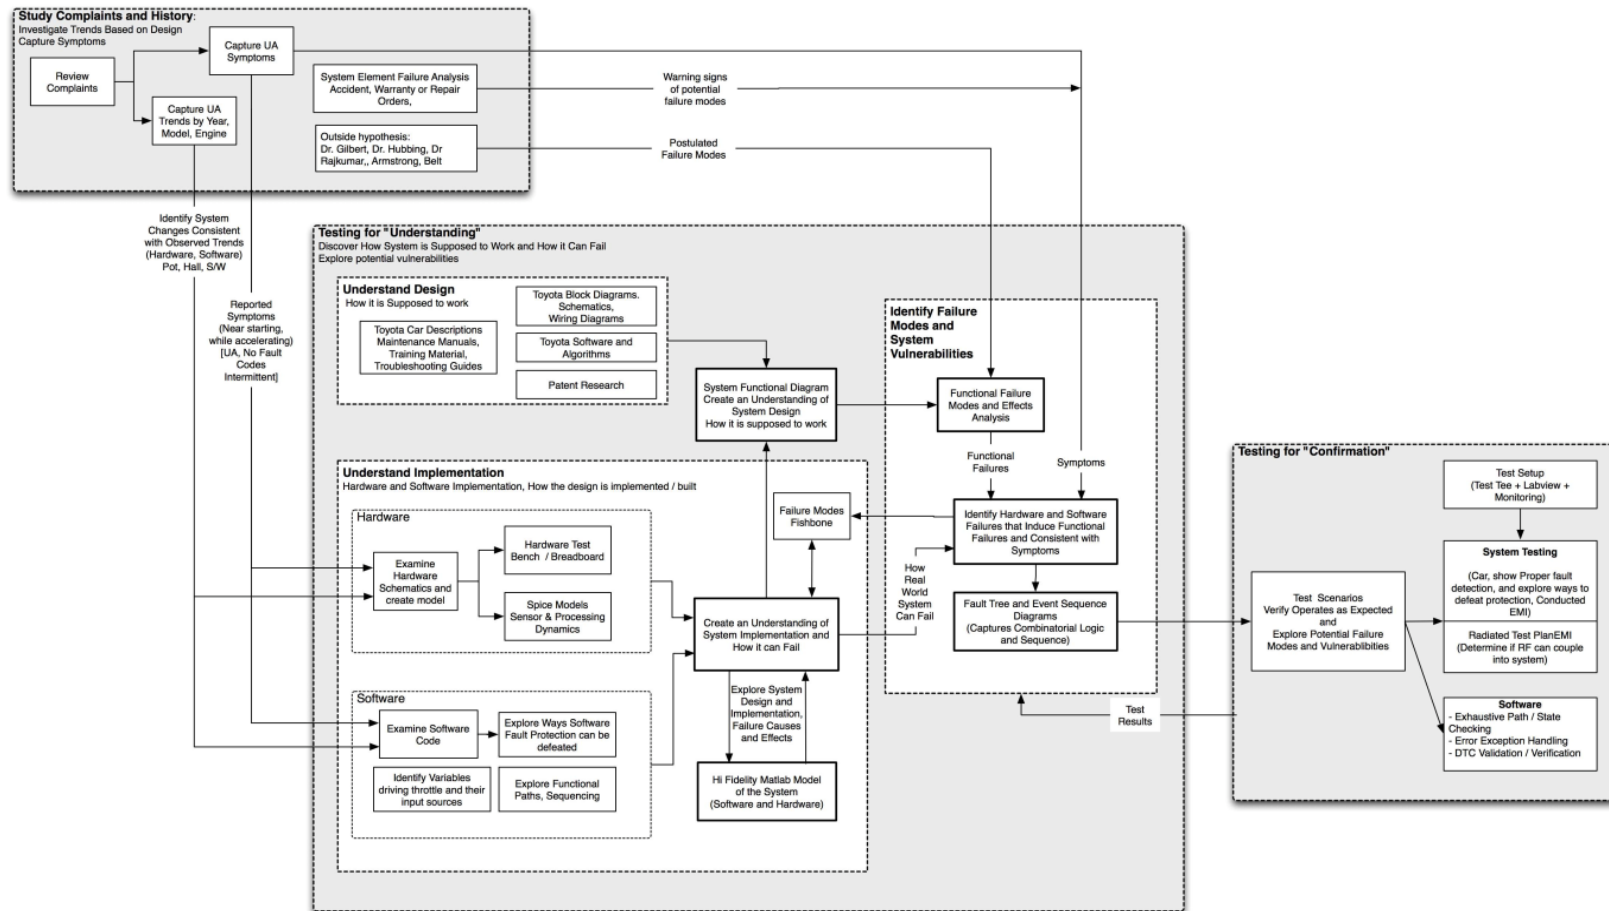 Study Complaints and History:
Investigate Trends Based on Design
Capture Symptoms
Review
Complaints
Capture UA
Symptoms
Capture UA
Trends by Year,
Model, Engine
System Element Failure Analysis
Accident, Warranty or Repair
Orders,
Outside hypothesis:
Dr. Gilbert, Dr. Hubbing, Dr
Rajkumar,, Armstrong, Belt
Warning signs
of potential
failure modes
Postulated
Failure Modes
Identify System
Changes Consistent
with Observed Trends
(Hardware, Software)
Pot, Hall, S/W
Reported
Symptoms
(Near starting,
while accelerating)
[UA, No Fault
Codes
Intermittent]
Testing for "Understanding"
Discover How System is Supposed to Work and How it Can Fail
Explore potential vulnerabilities
Understand Design
How it is Supposed to work
Toyota Car Descriptions
Maintenance Manuals,
Training Material,
Troubleshooting Guides
Toyota Block Diagrams.
Schematics,
Wiring Diagrams
Toyota Software and
Algorithms
Patent Research
System Functional Diagram
Create an Understanding of
System Design
How it is supposed to work
Identify Failure
Modes and
System
Vulnerabilities
Functional Failure
Modes and Effects
Analysis
Functional
Failures
Symptoms
Identify Hardware and Software
Failures that Induce Functional
Failures and Consistent with
Symptoms
Fault Tree and Event Sequence
Diagrams
(Captures Combinatorial Logic
and Sequence)
Understand Implementation
Hardware and Software Implementation, How the design is implemented / built
Hardware
Examine
Hardware
Schematics and
create model
Hardware Test
Bench / Breadboard
Spice Models
Sensor & Processing
Dynamics
Failure Modes
Fishbone
How
Real
World
System
Can Fail
Create an Understanding of
System Implementation and
How it can Fail
Explore System
Design and
Implementation,
Failure Causes
and Effects
Hi Fidelity Matlab Model
of the System
(Software and Hardware)
Software
Examine Software
Code
Explore Ways Software
Fault Protection can be
defeated
Identify Variables
driving throttle and their
input sources
Explore Functional
Paths, Sequencing
Test
Results
Testing for "Confirmation"
Test Setup
(Test Tee + Labview +
Monitoring)
Test Scenarios
Verify Operates as Expected
and
Explore Potential Failure
Modes and Vulnerablibities
System Testing
(Car, show Proper fault
detection, and explore ways to
defeat protection, Conducted
EMI)
Radiated Test PlanEMI
(Determine if RF can couple
into system)
Software
- Exhaustive Path / State
Checking
- Error Exception Handling
- DTC Validation / Verification